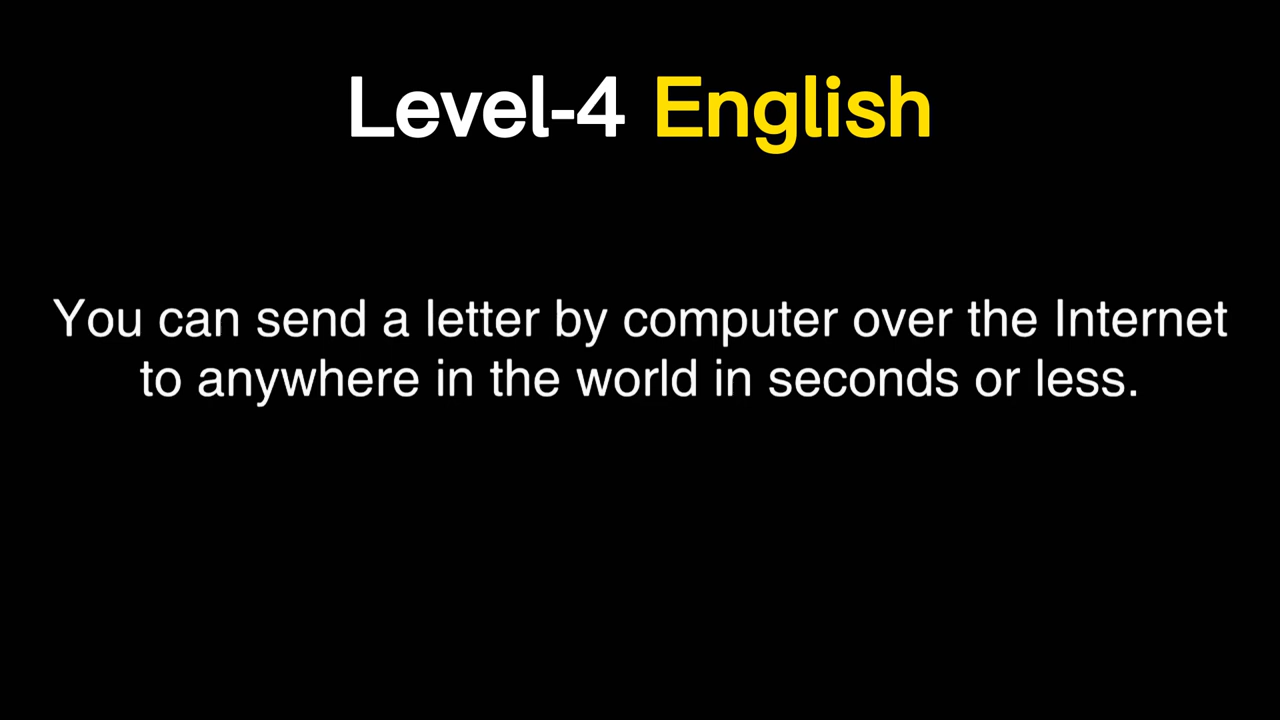 Level-4 English
You can send a letter by computer over the Internet
to anywhere in the world in seconds or less.